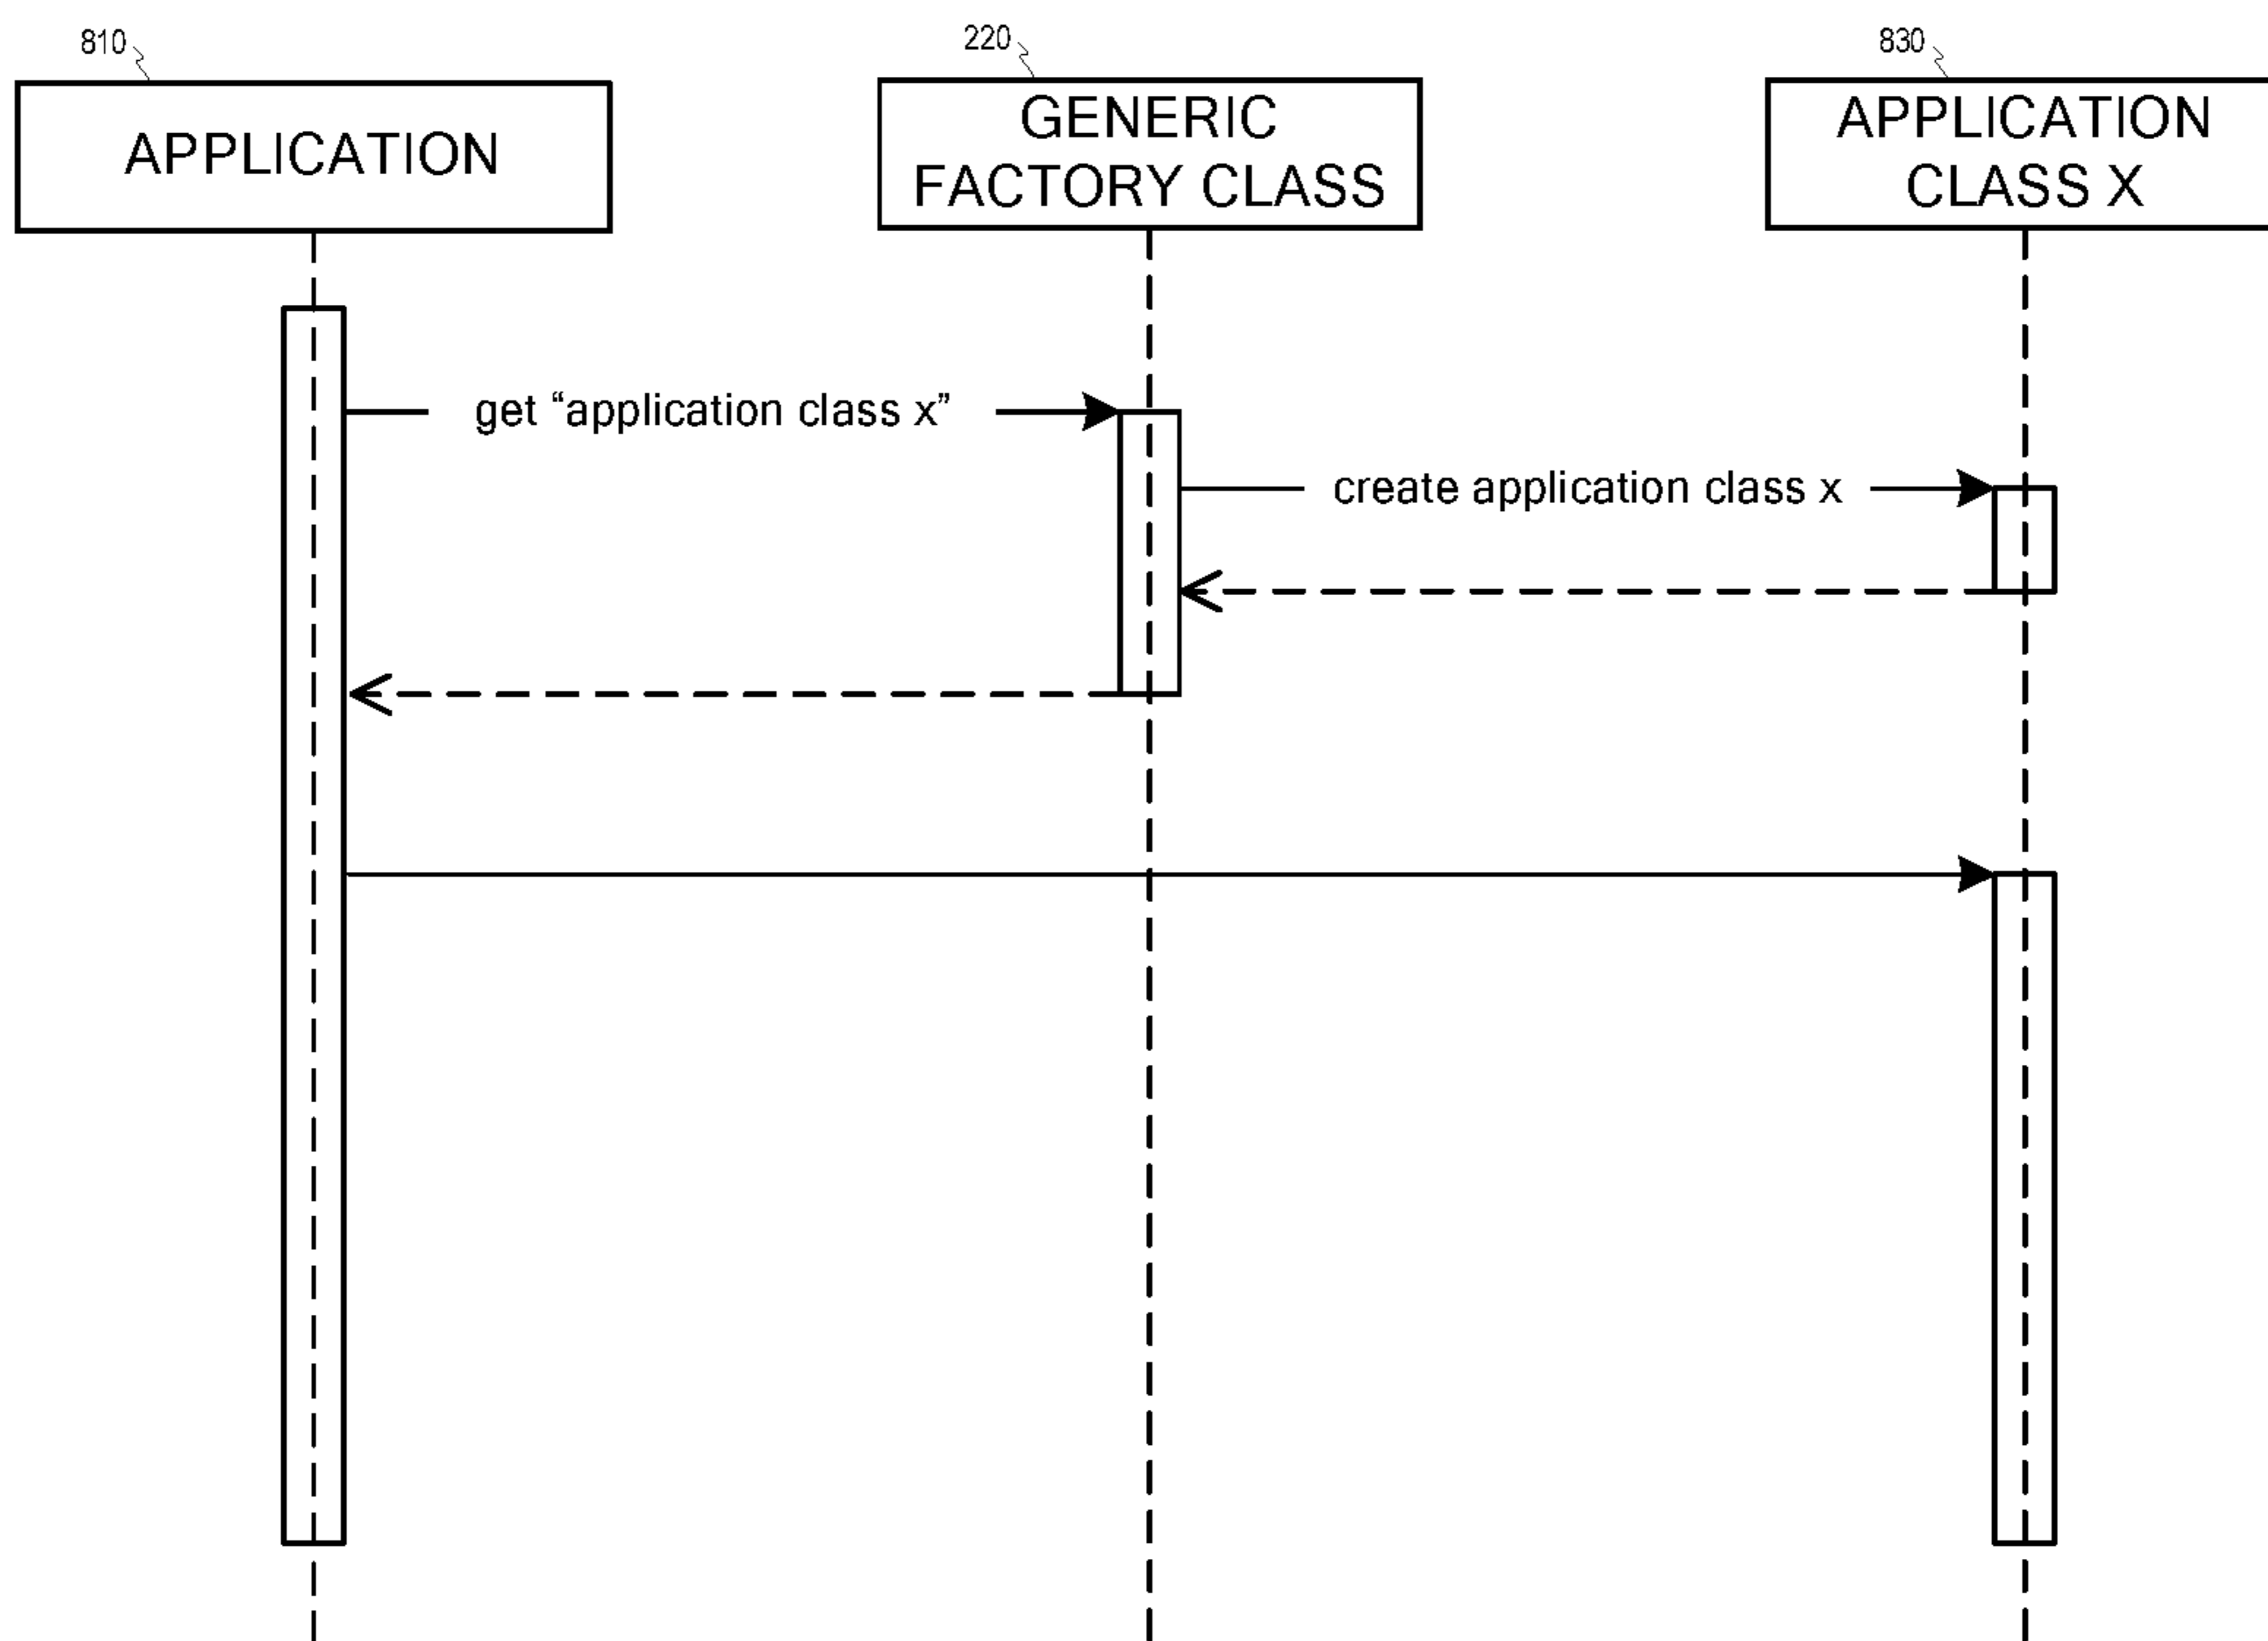 810
220
830
APPLICATION
GENERIC
FACTORY CLASS
APPLICATION
CLASS X
get “application class x”
create application class x